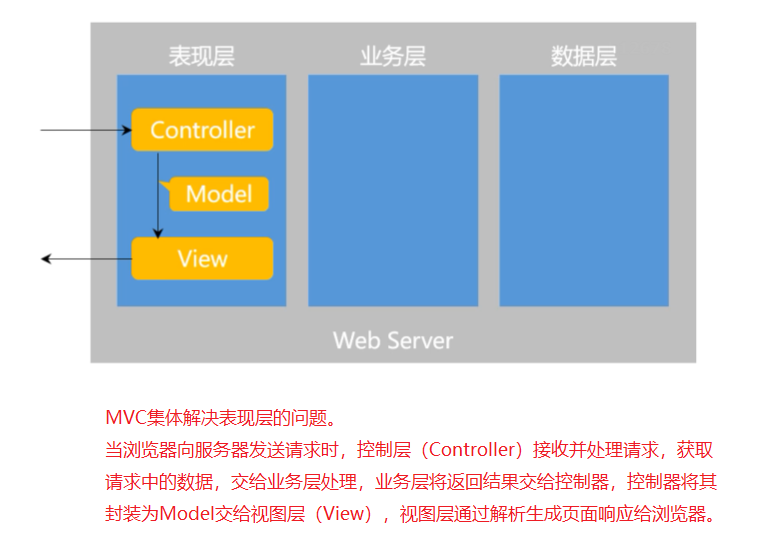 表现层 业务层 数据层
Controller
Model
View
Web Server
MVC集体解决表现层的问题。
当浏览器向服务器发送请求时，控制层（Controller）接收并处理请求，获取
请求中的数据，交给业务层处理，业务层将返回结果交给控制器，控制器将其
封装为Model交给视图层（View），视图层通过解析生成页面响应给浏览器。